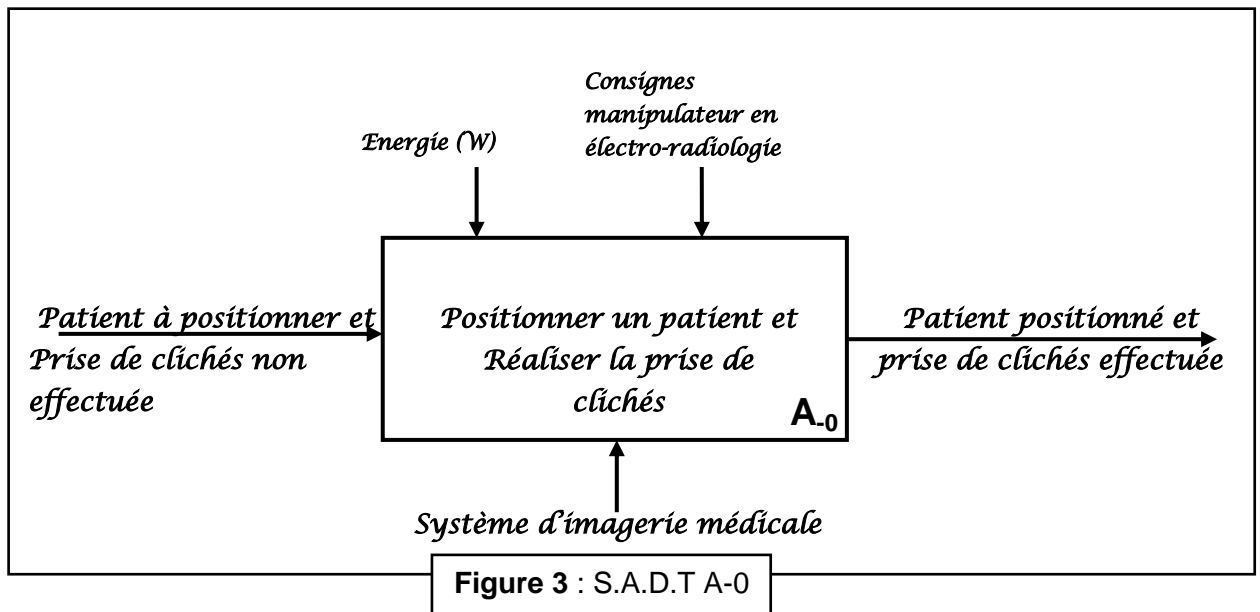 Consignes
manipulateur en
électro-radiologie
Energie (W)
Patient à positionner et
Prise de clichés non
effectuée
Positionner un patient et
Réaliser la prise de
clichés
A-0
Patient positionné et
prise de clichés effectuée
Système d'imagerie médicale
Figure 3 : S.A.D.T A-0